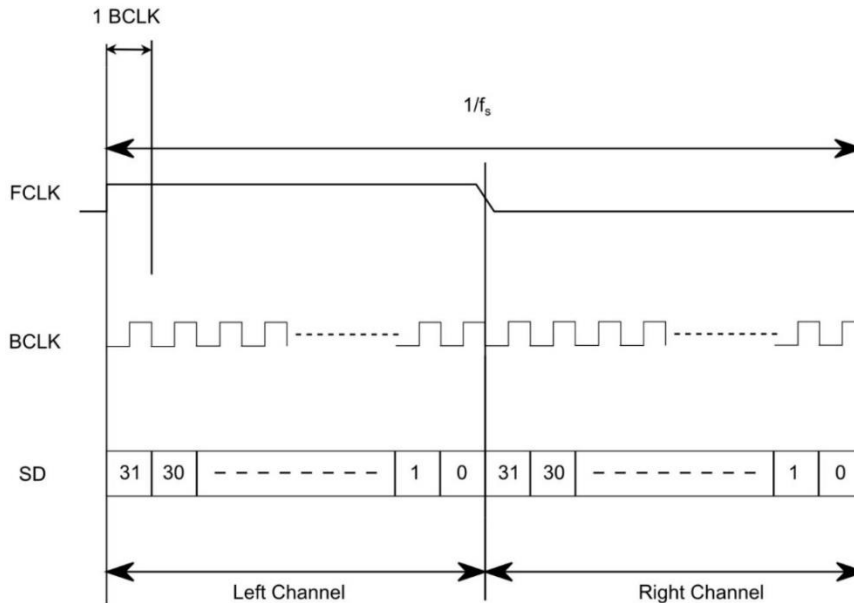 1 BCLK
1/fs
FCLK
BCLK
SD
31 30 1 0 31 30 1 0
Left Channel Right Channel